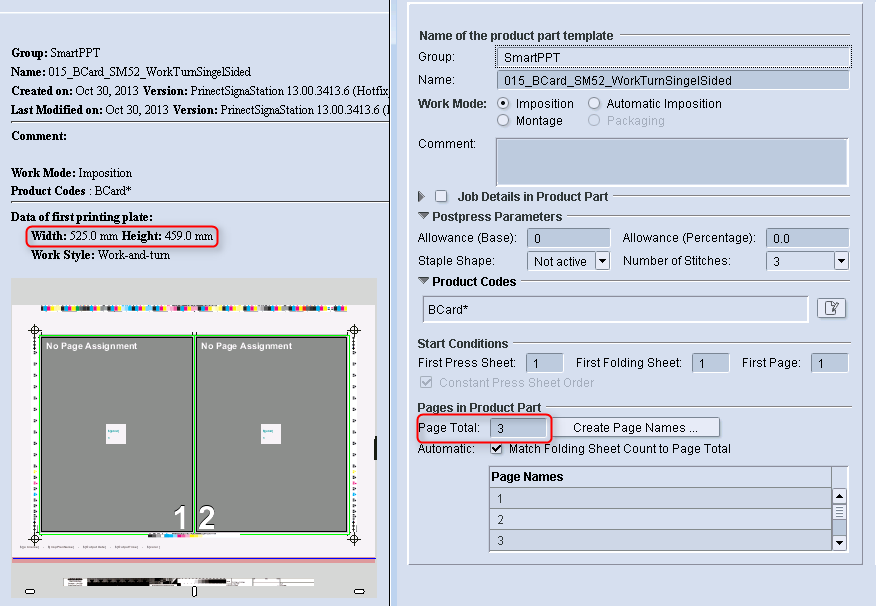 Group: SmartPPT
Name: 015_BCard_SM52_WorkTurnSingelSided
Created on: Oct 30, 2013 Version: PrinectSignaStation 13.00.3413.6 (Hotfix
Last Modified on: Oct 30, 2013 Version: PrinectSignaStation 13.00.3413.6 (
Comment:
Work Mode: Imposition
Product Codes : BCard*
Data of first printing plate:
Width: 525.0 mm Height: 459.0 mm
Work Style: Work-and-turn
No Page Assignment
No Page Assignment
1 2
Name of the product part template
Group: SmartPPT
Name: 015_BCard_SM52_WorkTurnSingelSided
Work Mode: Imposition Automatic Imposition
Montage Packaging
Comment:
Job Details in Product Part
Postpress Parameters
Allowance (Base): 0 Allowance (Percentage): 0.0
Staple Shape: Not active Number of Stitches: 3
Product Codes
BCard*
Start Conditions
First Press Sheet: 1 First Folding Sheet: 1 First Page: 1
Constant Press Sheet Order
Pages in Product Part
Page Total: 3 Create Page Names ...
Automatic: Match Folding Sheet Count to Page Total
Page Names
1
2
3